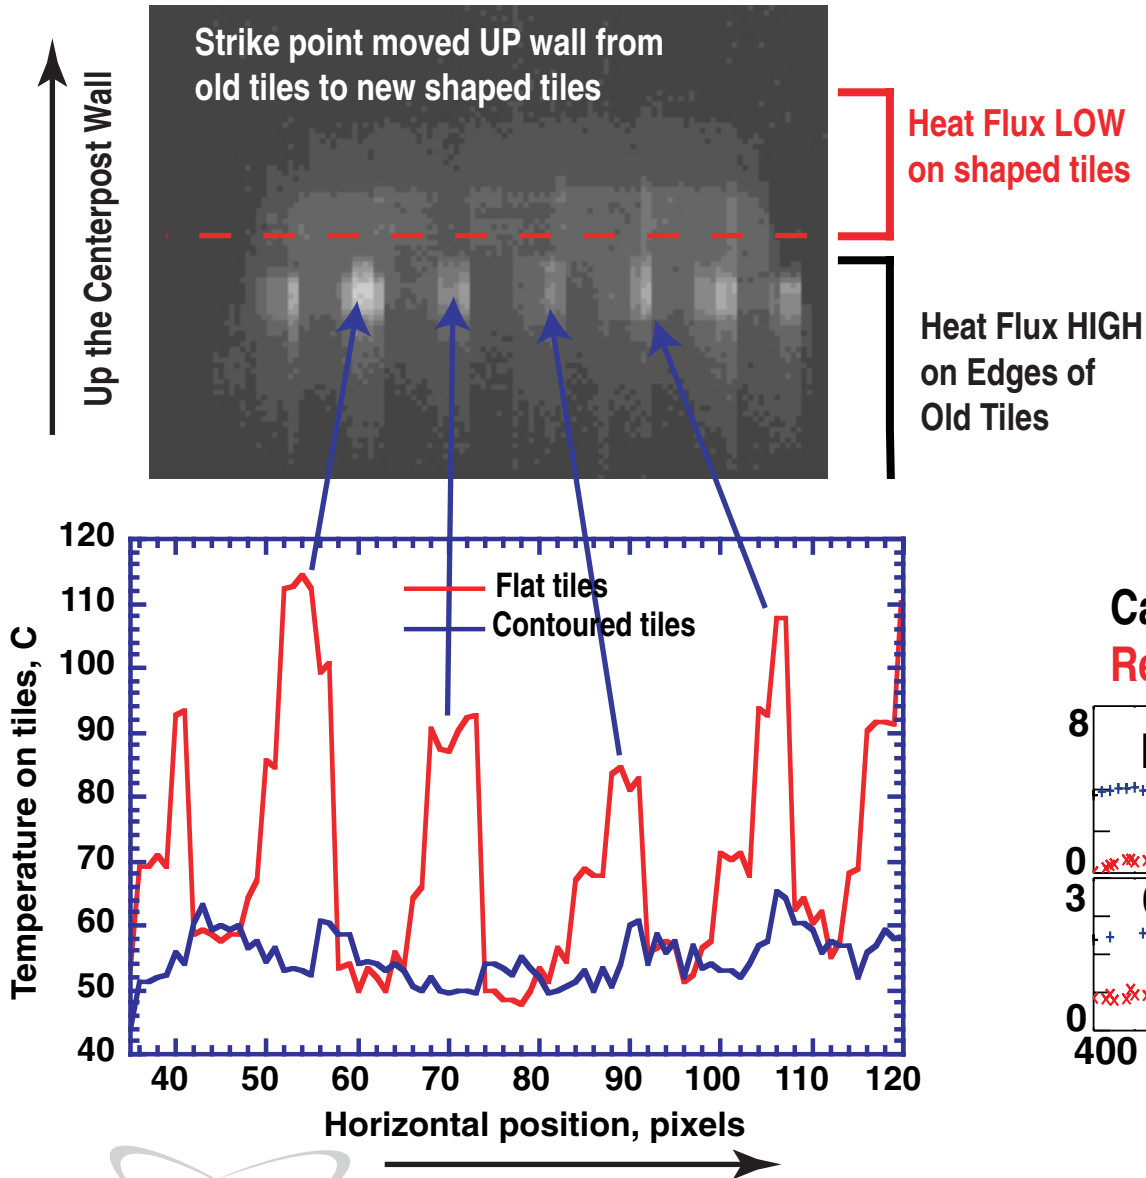 Strike point moved UP wall from
old tiles to new shaped tiles
Up the Centerpost Wall
Heat Flux LOW
on shaped tiles
Heat Flux HIGH
on Edges of
Old Tiles
120
110
100
90
80
70
60
50
40
Temperature on tiles, C
Flat tiles
Contoured tiles
40 50 60 70 80 90 100 110 120
Horizontal position, pixels
8
0
3
0
400